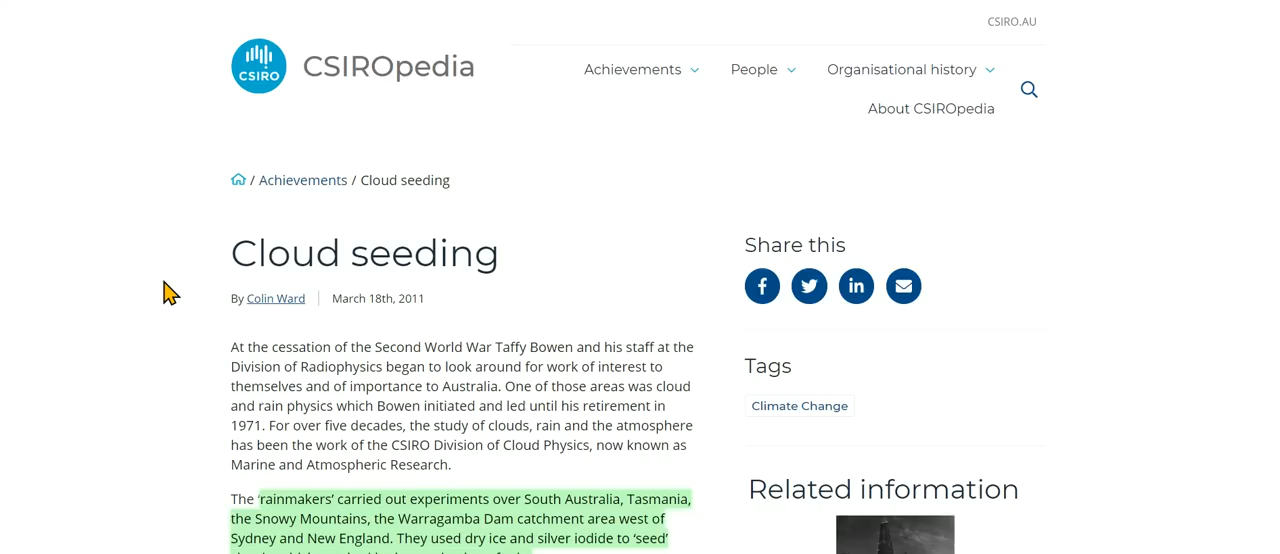 CSIRO.AU
CSIRO
CSIROpedia
Achievements
People
Organisational history
About CSIROpedia
/ Achievements / Cloud seeding
Cloud seeding
By Colin Ward
March 18th, 2011
At the cessation of the Second World War Taffy Bowen and his staff at the
Division of Radiophysics began to look around for work of interest to
themselves and of importance to Australia. One of those areas was cloud
and rain physics which Bowen initiated and led until his retirement in
1971. For over five decades, the study of clouds, rain and the atmosphere
has been the work of the CSIRO Division of Cloud Physics, now known as
Marine and Atmospheric Research.
The ‘rainmakers’ carried out experiments over South Australia, Tasmania,
the Snowy Mountains, the Warragamba Dam catchment area west of
Sydney and New England. They used dry ice and silver iodide to ‘seed’
Share this
Tags
Climate Change
Related information